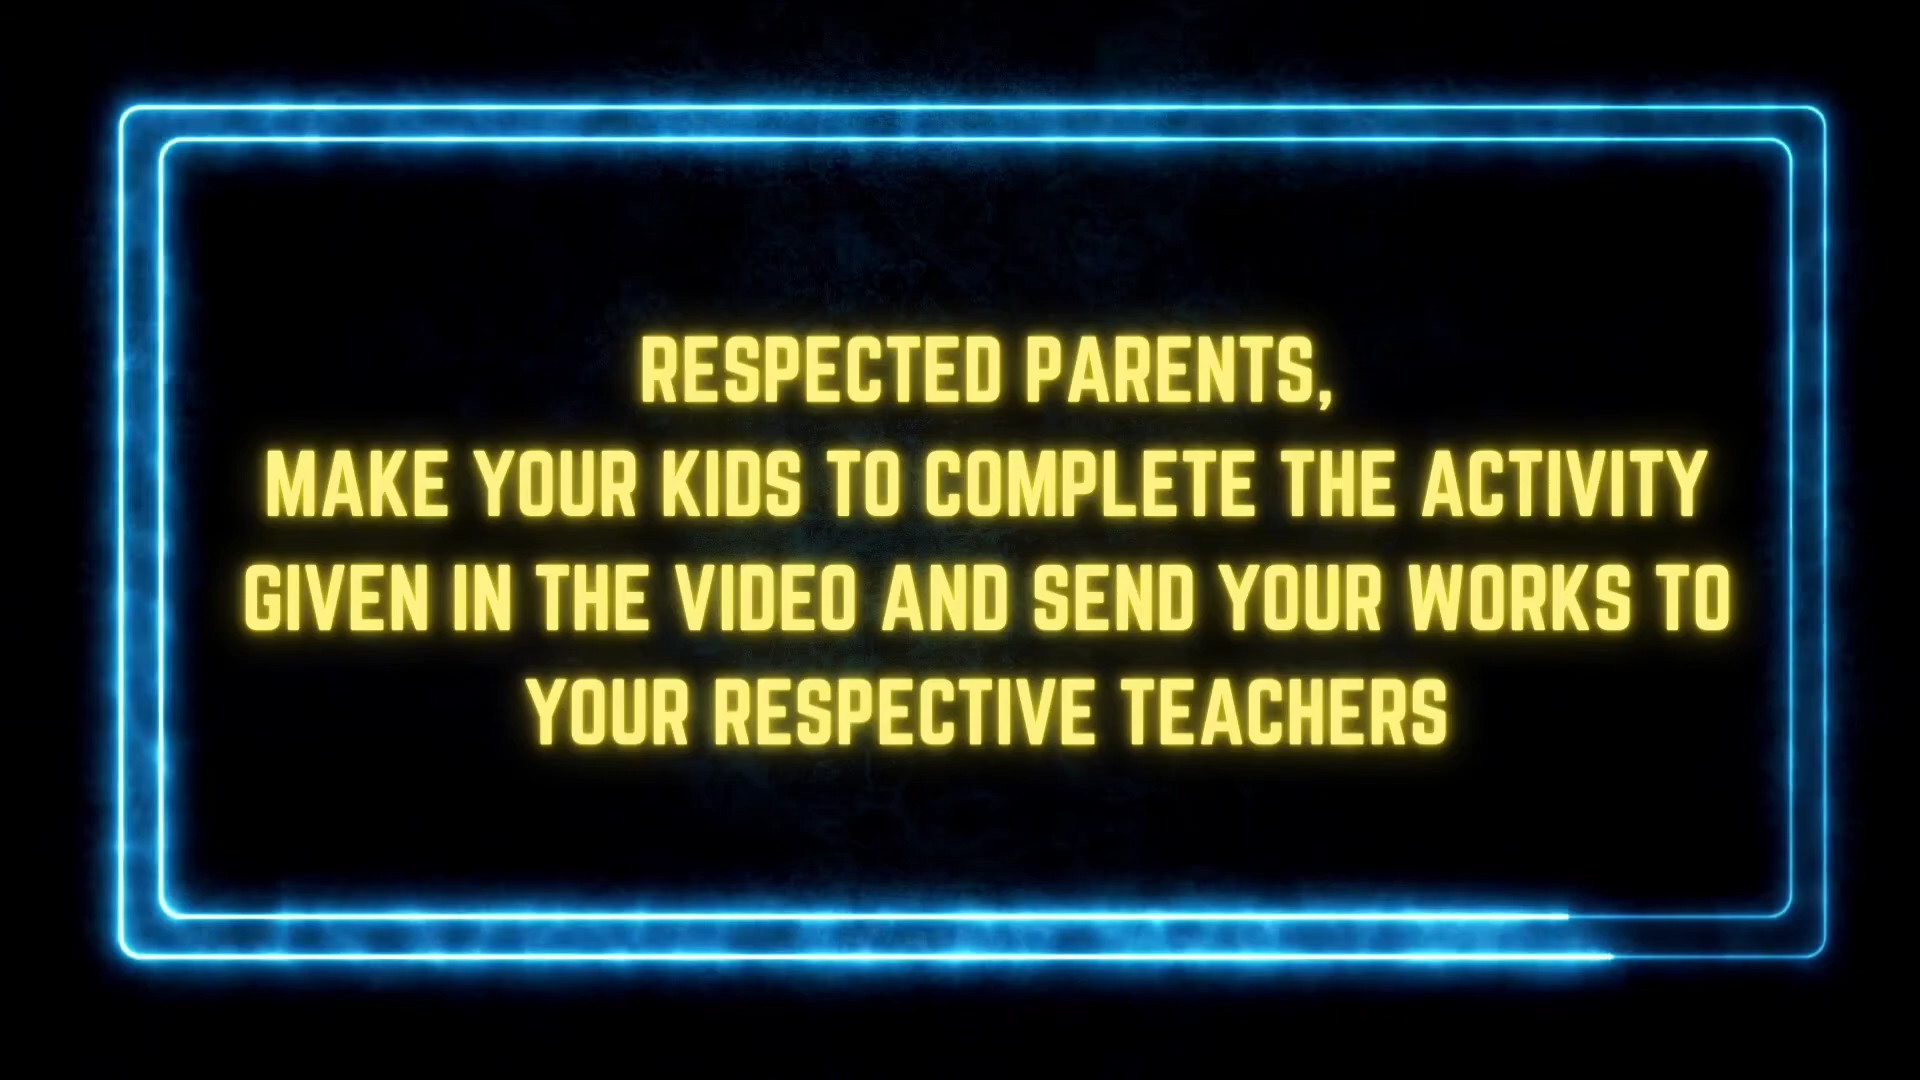 RESPECTED PARENTS,
MAKE YOUR KIDS TO COMPLETE THE ACTIVITY
GIVEN IN THE VIDEO AND SEND YOUR WORKS TO
YOUR RESPECTIVE TEACHERS